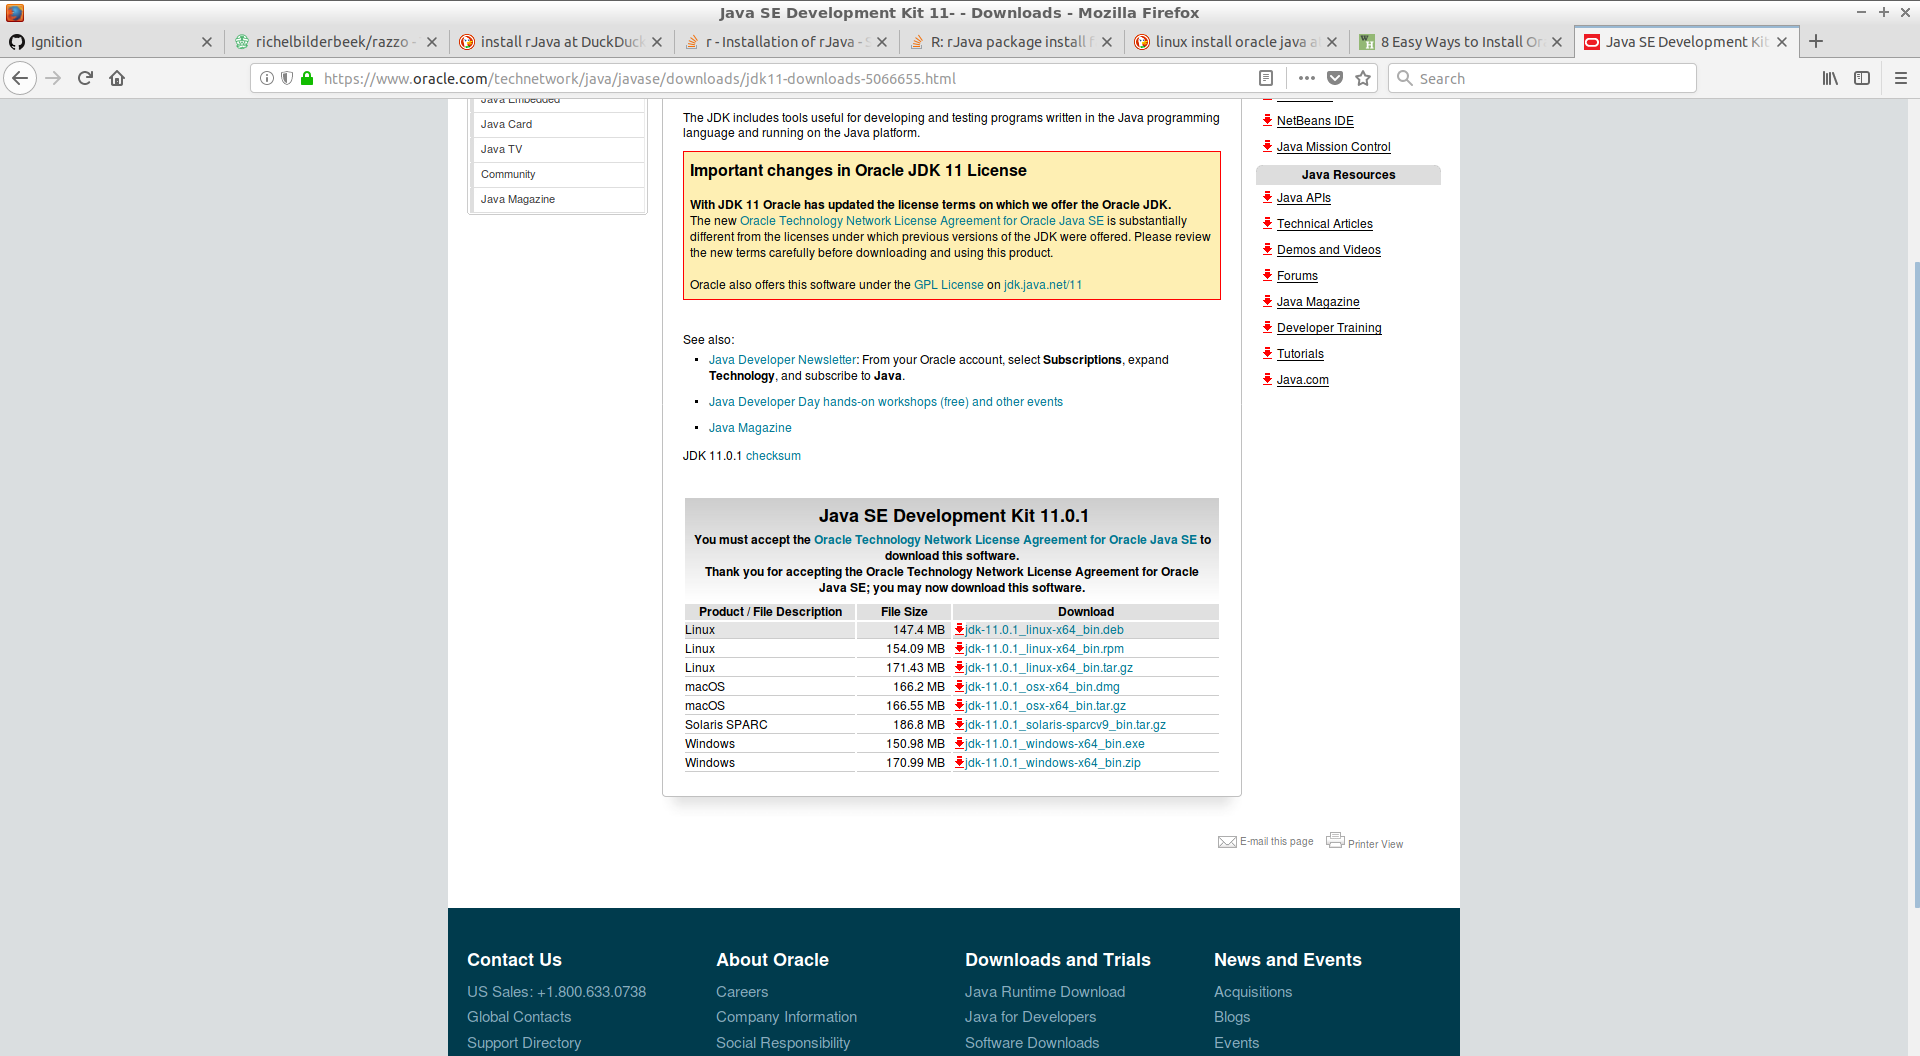 Java SE Development Kit 11- - Downloads - Mozilla Firefox
Ignition
richelbilderbeek/razzo -
install rJava at DuckDuck
r - Installation of rJava - S
R: rJava package install f
linux install oracle java at
8 Easy Ways to Install Or
Java SE Development Kit
https://www.oracle.com/technetwork/java/javase/downloads/jdk11-downloads-5066655.html
Search
Java Embedded
Java Card
Java TV
Community
Java Magazine
The JDK includes tools useful for developing and testing programs written in the Java programming
language and running on the Java platform.
Important changes in Oracle JDK 11 License
With JDK 11 Oracle has updated the license terms on which we offer the Oracle JDK.
The new Oracle Technology Network License Agreement for Oracle Java SE is substantially
different from the licenses under which previous versions of the JDK were offered. Please review
the new terms carefully before downloading and using this product.
Oracle also offers this software under the GPL License on jdk.java.net/11
See also:
Java Developer Newsletter: From your Oracle account, select Subscriptions, expand
Technology, and subscribe to Java.
Java Developer Day hands-on workshops (free) and other events
Java Magazine
JDK 11.0.1 checksum
Java SE Development Kit 11.0.1
You must accept the Oracle Technology Network License Agreement for Oracle Java SE to
download this software.
Thank you for accepting the Oracle Technology Network License Agreement for Oracle
Java SE; you may now download this software.
Product / File Description File Size Download
Linux 147.4 MB jdk-11.0.1_linux-x64_bin.deb
Linux 154.09 MB jdk-11.0.1_linux-x64_bin.rpm
Linux 171.43 MB jdk-11.0.1_linux-x64_bin.tar.gz
macOS 166.2 MB jdk-11.0.1_osx-x64_bin.dmg
macOS 166.55 MB jdk-11.0.1_osx-x64_bin.tar.gz
Solaris SPARC 186.8 MB jdk-11.0.1_solaris-sparcv9_bin.tar.gz
Windows 150.98 MB jdk-11.0.1_windows-x64_bin.exe
Windows 170.99 MB jdk-11.0.1_windows-x64_bin.zip
NetBeans IDE
Java Mission Control
Java Resources
Java APIs
Technical Articles
Demos and Videos
Forums
Java Magazine
Developer Training
Tutorials
Java.com
E-mail this page
Printer View
Contact Us
US Sales: +1.800.633.0738
Global Contacts
Support Directory
About Oracle
Careers
Company Information
Social Responsibility
Downloads and Trials
Java Runtime Download
Java for Developers
Software Downloads
News and Events
Acquisitions
Blogs
Events